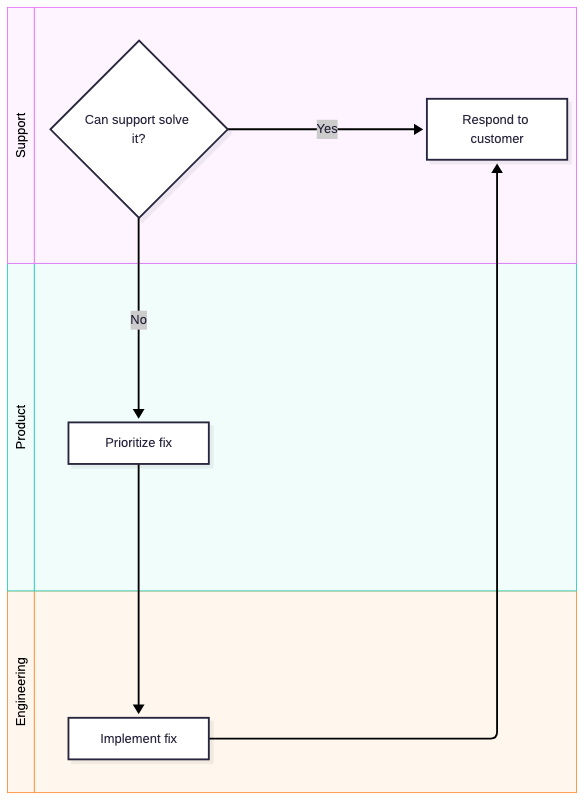 Support
Can support solve
it?
Yes
Respond to
customer
No
Product
Prioritize fix
Engineering
Implement fix